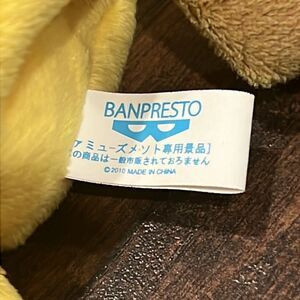 BANPRESTO
アミューズメント専用景品]
の商品は一般市販されておりません
©2010 MADE IN CHINA